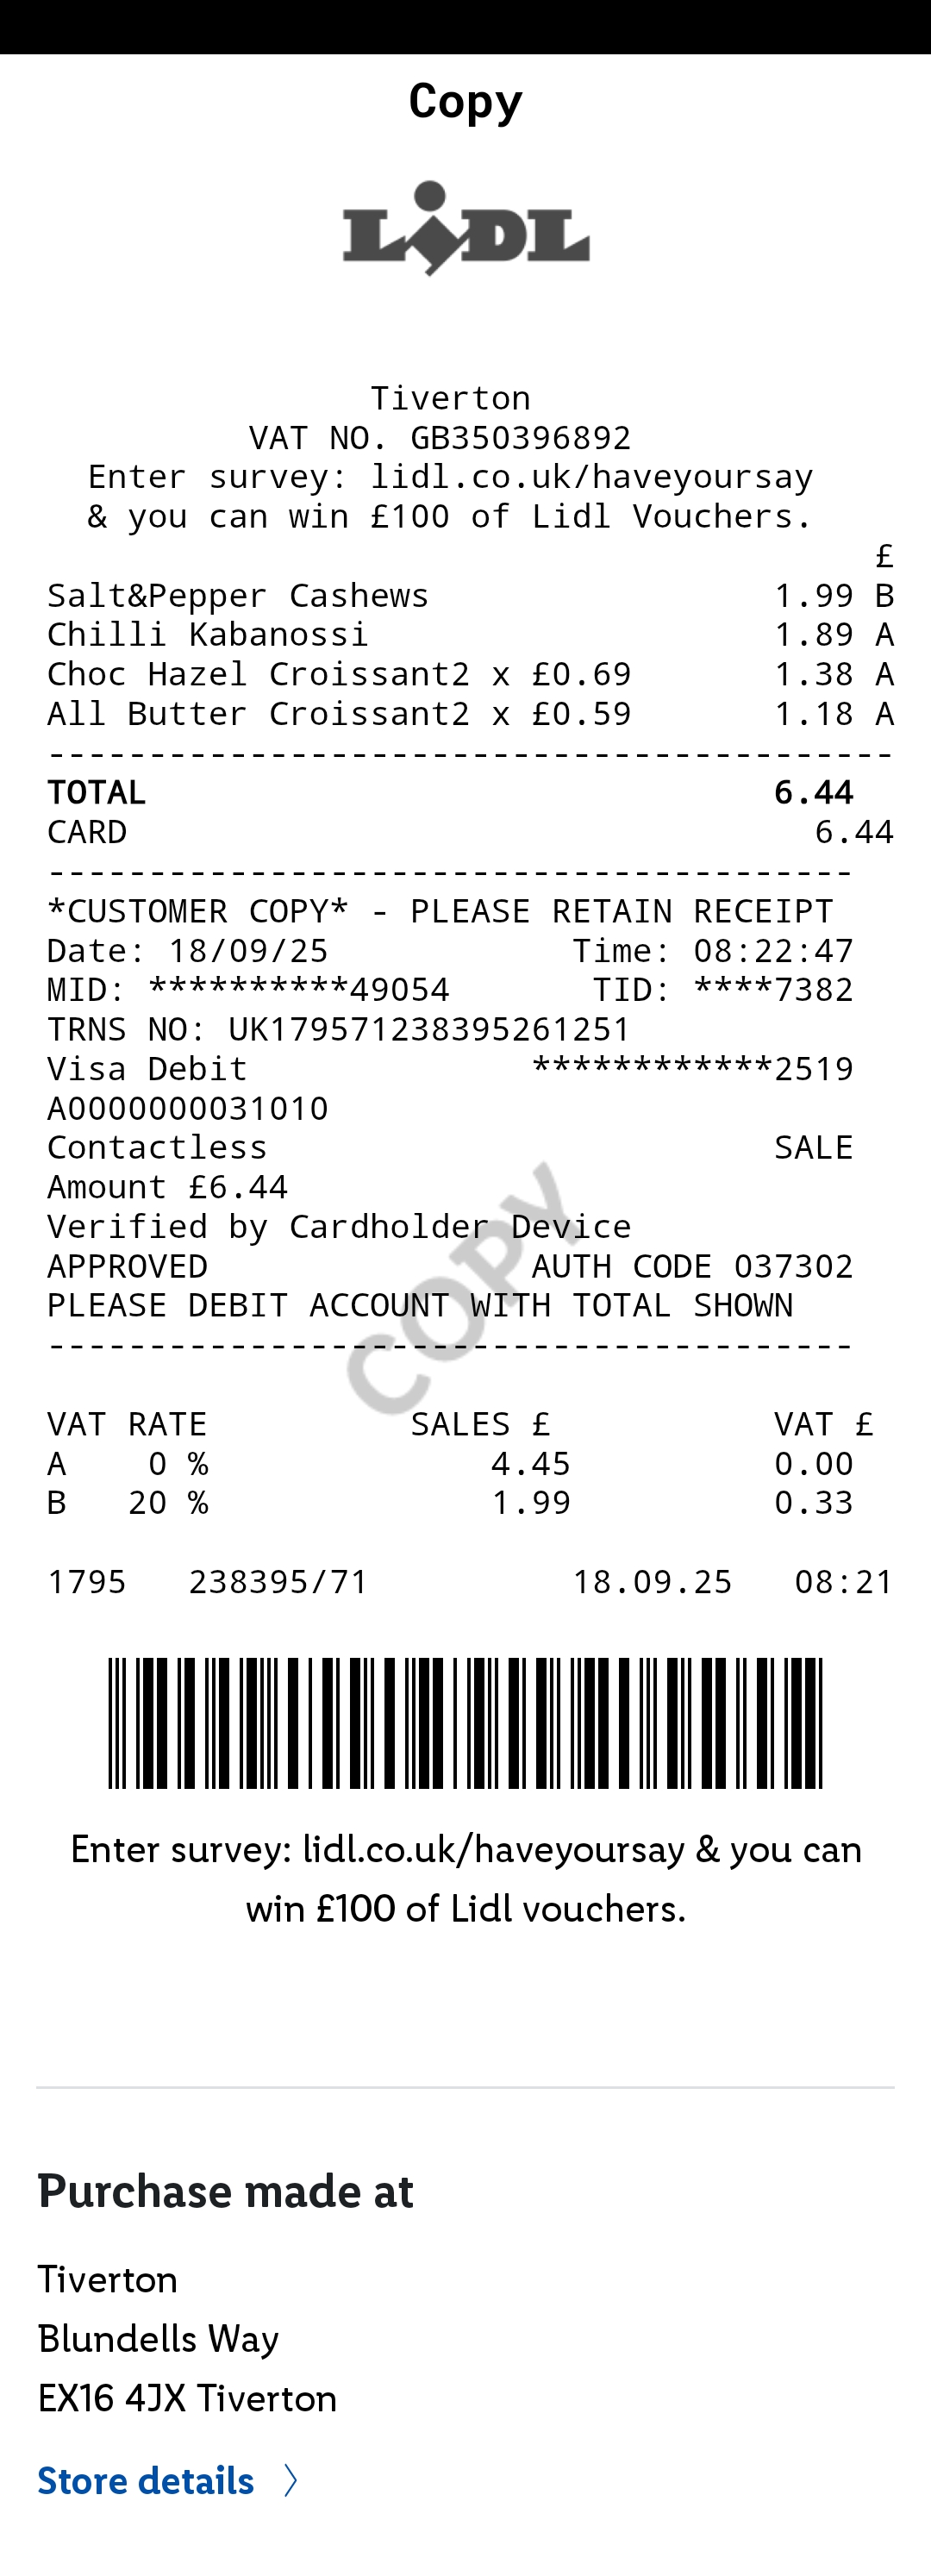 Copy
LiDL
Tiverton
VAT NO. GB350396892
Enter survey: lidl.co.uk/haveyoursay
& you can win £100 of Lidl Vouchers.
£
Salt&Pepper Cashews 1.99 B
Chilli Kabanossi 1.89 A
Choc Hazel Croissant2 x £0.69 1.38 A
All Butter Croissant2 x £0.59 1.18 A
------------------------------------------
TOTAL 6.44
CARD 6.44
----------------------------------------
*CUSTOMER COPY* - PLEASE RETAIN RECEIPT
Date: 18/09/25 Time: 08:22:47
MID: **********49054 TID: ****7382
TRNS NO: UK179571238395261251
Visa Debit ************2519
A0000000031010
Contactless SALE
Amount £6.44
Verified by Cardholder Device
APPROVED AUTH CODE 037302
PLEASE DEBIT ACCOUNT WITH TOTAL SHOWN
COPY
----------------------------------------
VAT RATE SALES £ VAT £
A 0 % 4.45 0.00
B 20 % 1.99 0.33
1795 238395/71 18.09.25 08:21
Enter survey: lidl.co.uk/haveyoursay & you can
win £100 of Lidl vouchers.
Purchase made at
Tiverton
Blundells Way
EX16 4JX Tiverton
Store details